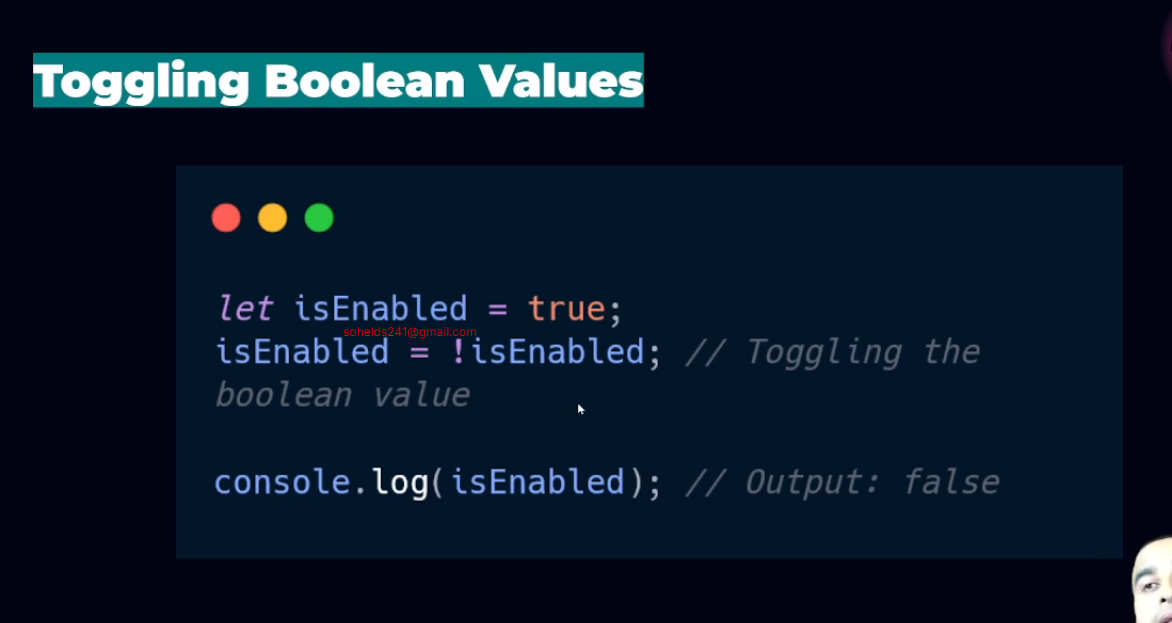 Toggling Boolean Values
let isEnabled = true;
sohelds241@gmail.com
isEnabled = !isEnabled; // Toggling the
boolean value
console.log(isEnabled); // Output: false